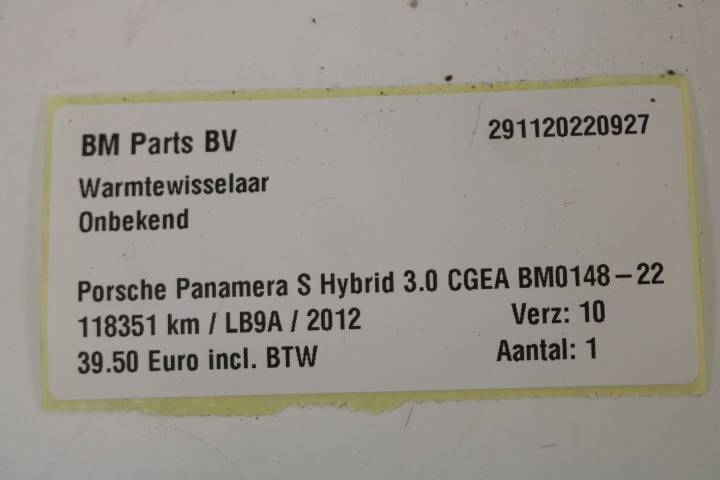 BM Parts BV 291120220927
Warmtewisselaar
Onbekend
Porsche Panamera S Hybrid 3.0 CGEA BM0148-22
118351 km / LB9A / 2012 Verz: 10
39.50 Euro incl. BTW Aantal: 1